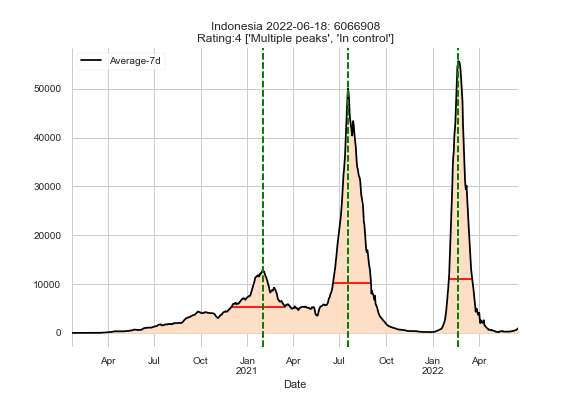 Indonesia 2022-06-18: 6066908
Rating:4 ['Multiple peaks', 'In control']
Average-7d
50000
40000
30000
20000
10000
0
Apr Jul Oct Jan Apr Jul Oct Jan Apr
2021 2022
Date